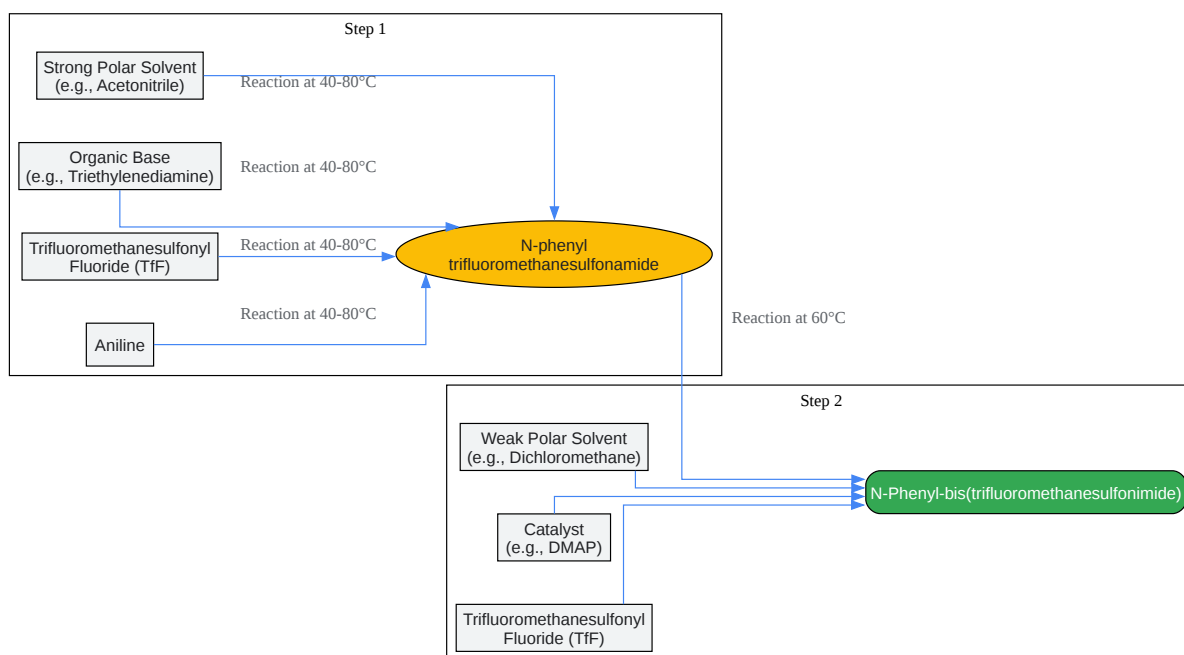 Step 1
Strong Polar Solvent
(e.g., Acetonitrile)
Reaction at 40-80°C
Organic Base
(e.g., Triethylenediamine)
Reaction at 40-80°C
Trifluoromethanesulfonyl
Fluoride (TfF)
Reaction at 40-80°C
N-phenyl
trifluoromethanesulfonamide
Aniline
Reaction at 40-80°C
Reaction at 60°C
Step 2
Weak Polar Solvent
(e.g., Dichloromethane)
N-Phenyl-bis(trifluoromethanesulfonimide)
Catalyst
(e.g., DMAP)
Trifluoromethanesulfonyl
Fluoride (TfF)